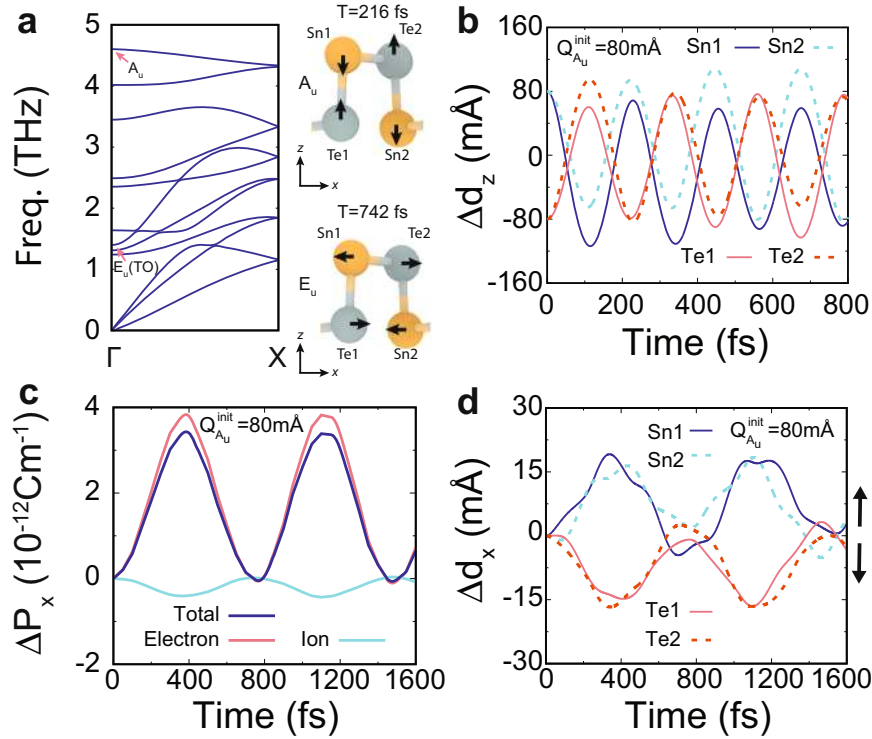 a
Freq. (THz)
5
4
3
2
1
0
A_u
E_u(TO)
Γ
X
T=216 fs
Sn1
Te2
A_u
Te1
Sn2
z
x
T=742 fs
Sn1
Te2
E_u
Te1
Sn2
z
x
b
Δd_z (mÅ)
160
80
0
-80
-160
Q_{A_u}^{init}=80mÅ
Sn1
Sn2
Te1
Te2
0 200 400 600 800
Time (fs)
c
ΔP_x (10^{-12}Cm^{-1})
4
2
0
-2
Q_{A_u}^{init}=80mÅ
Total
Electron
Ion
0 400 800 1200 1600
Time (fs)
d
Δd_x (mÅ)
30
15
0
-15
-30
Sn1
Sn2
Q_{A_u}^{init}=80mÅ
Te1
Te2
0 400 800 1200 1600
Time (fs)